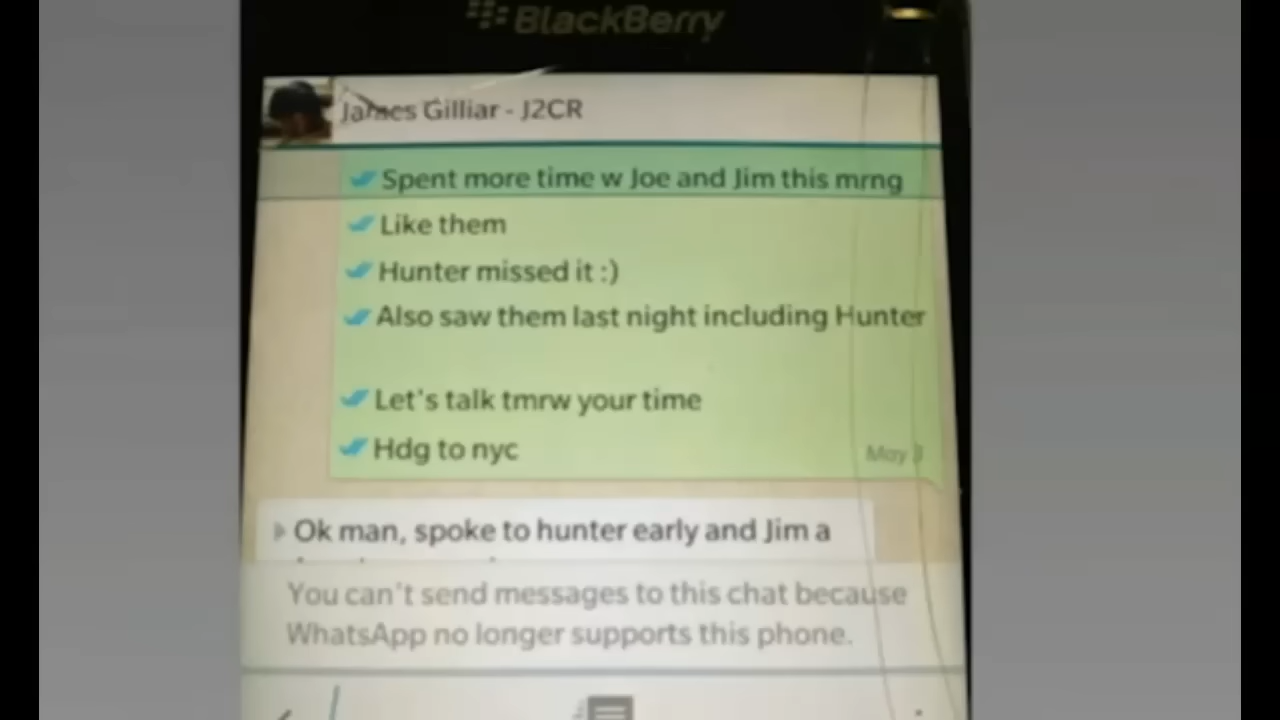 BlackBerry
James Gilliar - J2CR
Spent more time w Joe and Jim this mrng
Like them
Hunter missed it :)
Also saw them last night including Hunter
Let's talk tmrw your time
Hdg to nyc
May 3
Ok man, spoke to hunter early and Jim a
You can't send messages to this chat because
WhatsApp no longer supports this phone.